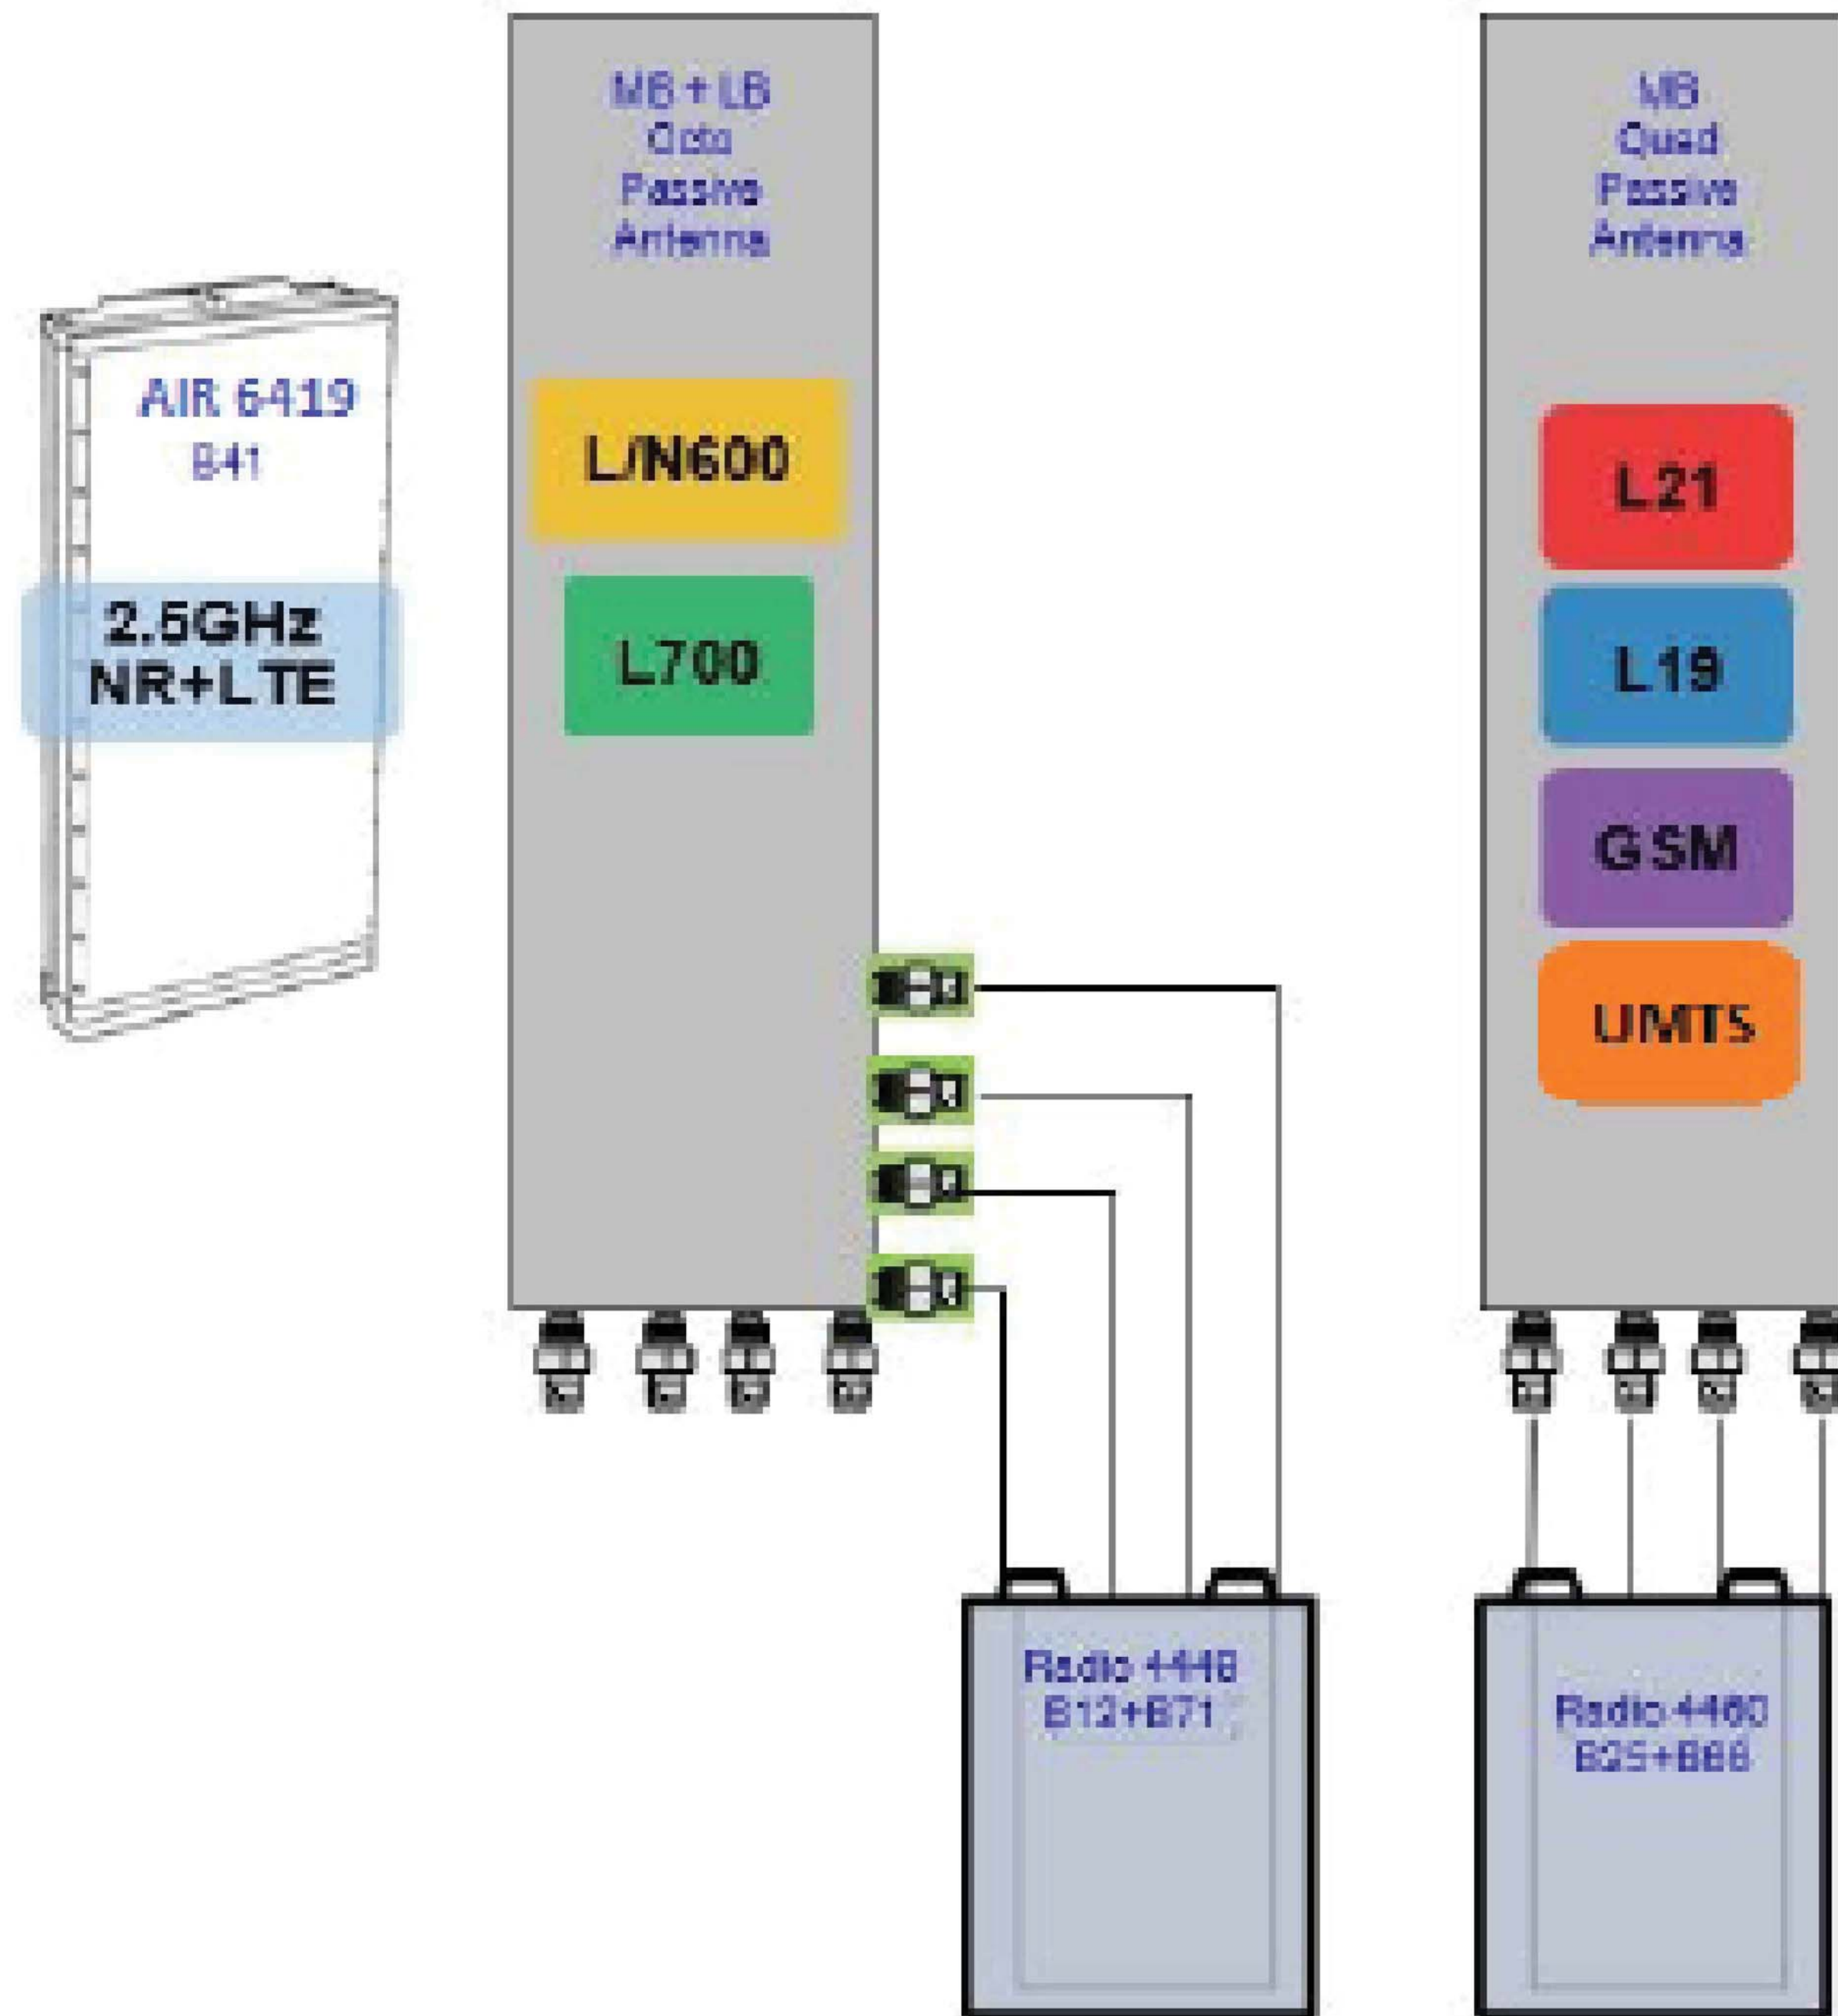 MB + LB
Octo
Passive
Antenna
MB
Quad
Passive
Antenna
AIR 6419
B41
2.5GHz
NR+LTE
L/N600
L700
L21
L19
GSM
UMTS
Radio 4449
B12+B71
Radio 4460
B25+B66